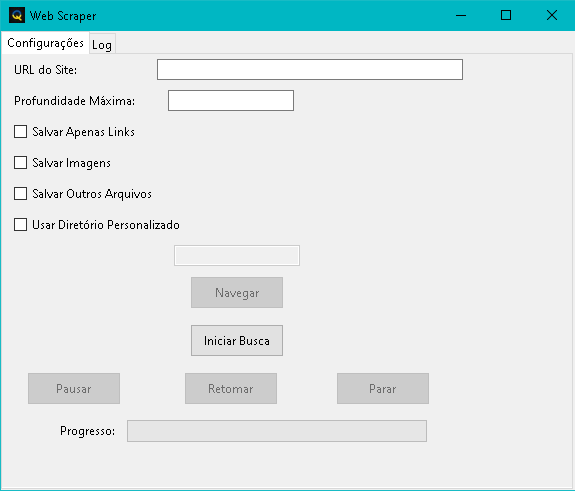 Web Scraper
Configurações Log
URL do Site:
Profundidade Máxima:
Salvar Apenas Links
Salvar Imagens
Salvar Outros Arquivos
Usar Diretório Personalizado
Navegar
Iniciar Busca
Pausar Retomar Parar
Progresso: